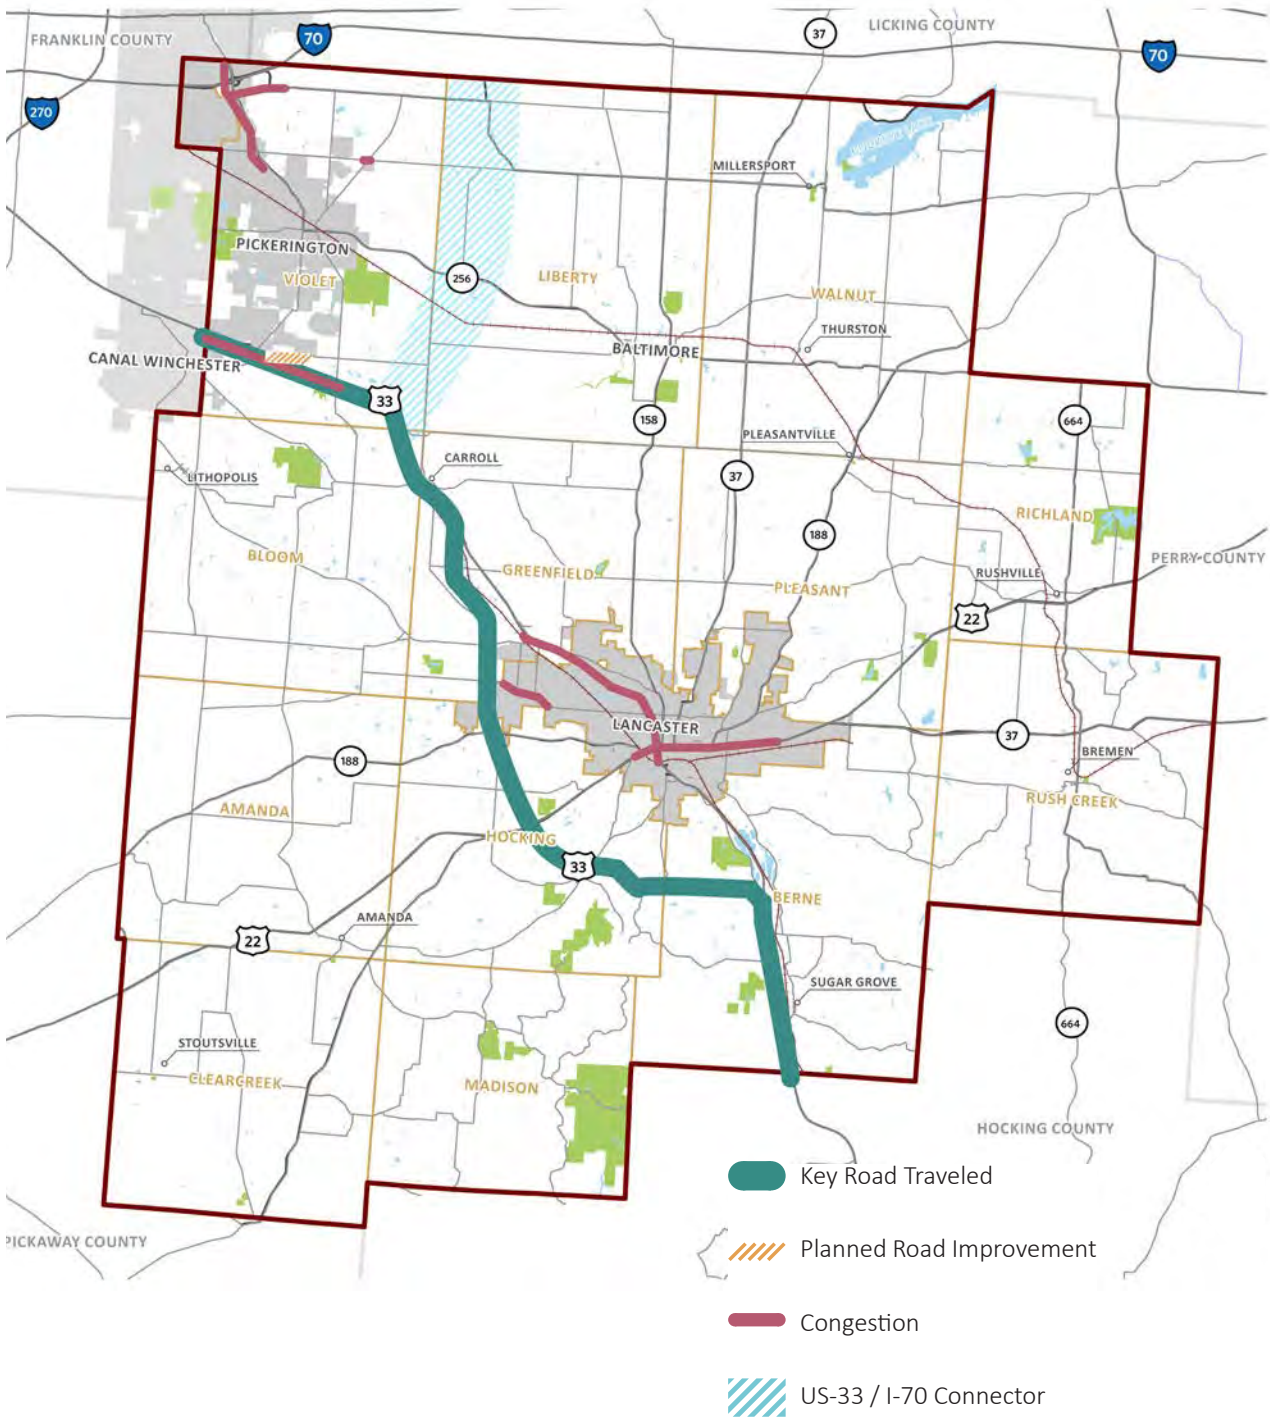 37
LICKING COUNTY
FRANKLIN COUNTY
70
70
270
MILLERSPORT
PICKERINGTON
VIOLET
256
LIBERTY
WALNUT
THURSTON
BALTIMORE
CANAL WINCHESTER
33
158
664
PLEASANTVILLE
CARROLL
37
LITHOPOLIS
RICHLAND
188
BLOOM
GREENFIELD
PERRY COUNTY
RUSHVILLE
PLEASANT
22
LANCASTER
37
188
BREMEN
RUSH CREEK
AMANDA
HOCKING
33
BERNE
AMANDA
22
SUGAR GROVE
664
STOUTSVILLE
CLEARCREEK
MADISON
HOCKING COUNTY
PICKAWAY COUNTY
Key Road Traveled
Planned Road Improvement
Congestion
US-33 / I-70 Connector